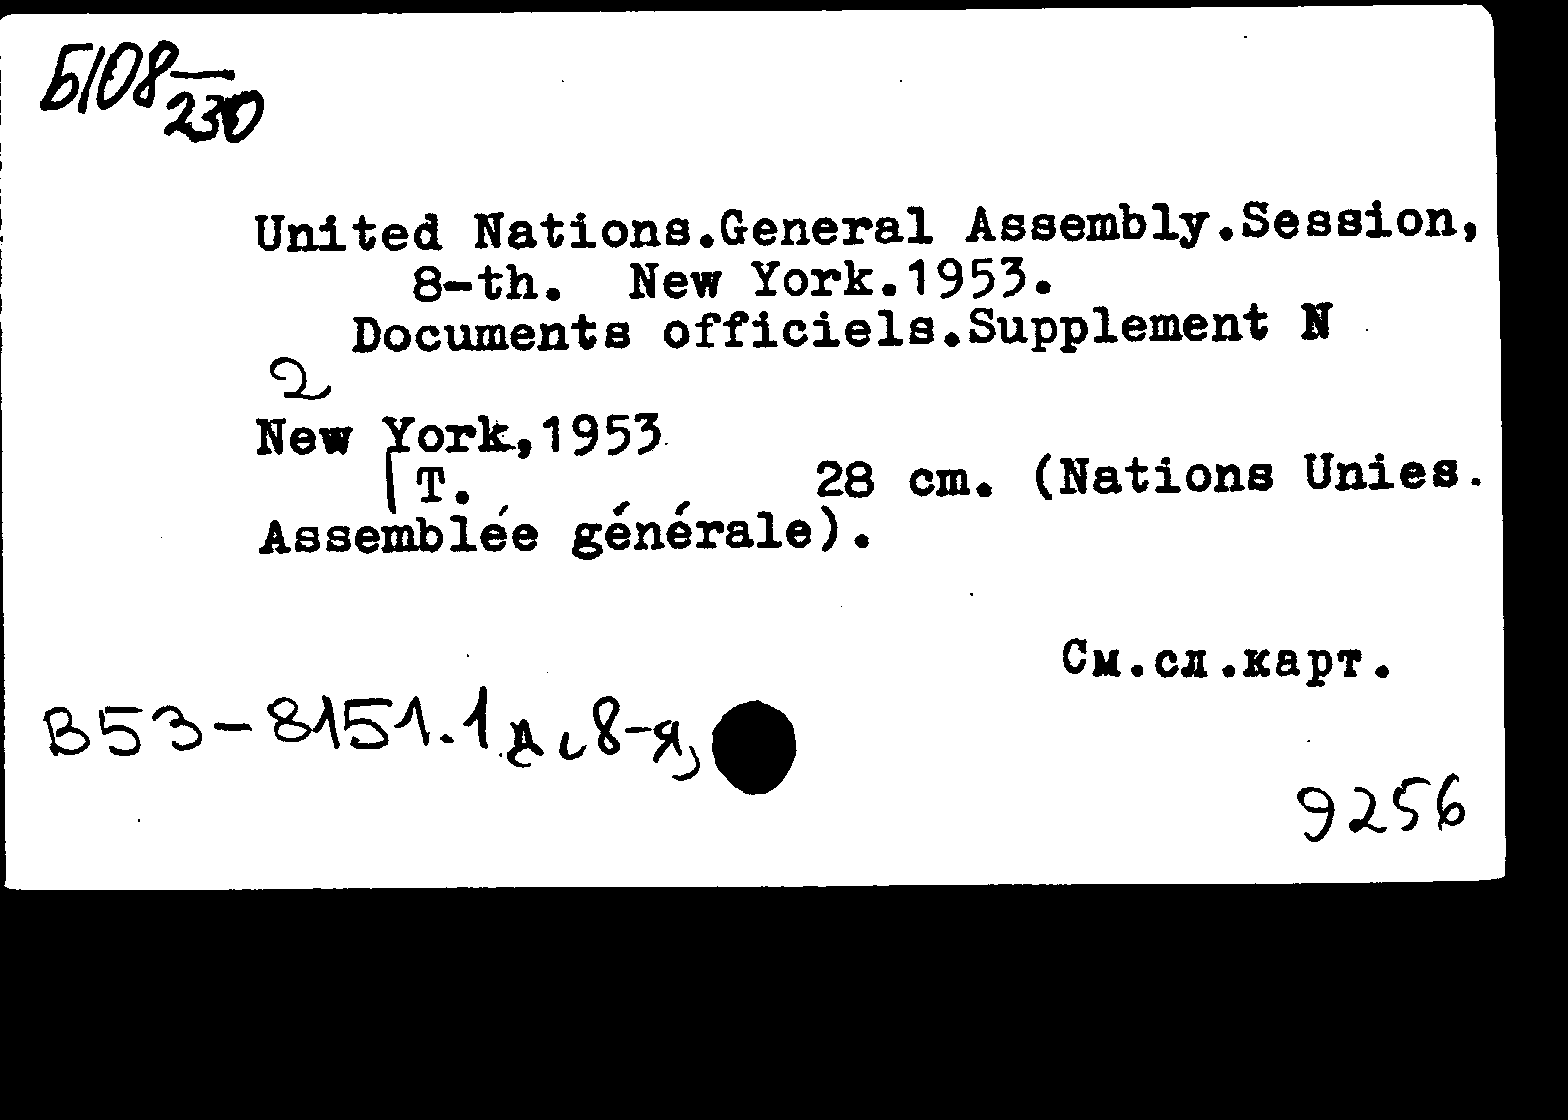 Б108—
230
United Nations.General Assembly.Session,
8-th. New York.1953.
Documents officiels.Supplement N
2
New York,1953
Т. 28 cm. (Nations Unies.
Assemblée générale).
См.сл.карт.
В53-8151.1 8-я,
9256